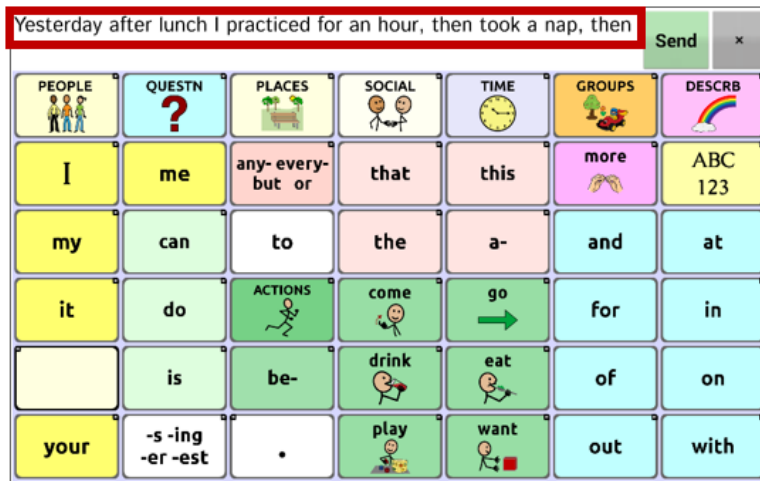 Yesterday after lunch I practiced for an hour, then took a nap, then
Send ×
PEOPLE QUESTN PLACES SOCIAL TIME GROUPS DESCRB
?
I me any- every- that this more ABC
but or 123
my can to the a- and at
it do ACTIONS come go for in
is be- drink eat of on
your -s -ing . play want out with
-er -est